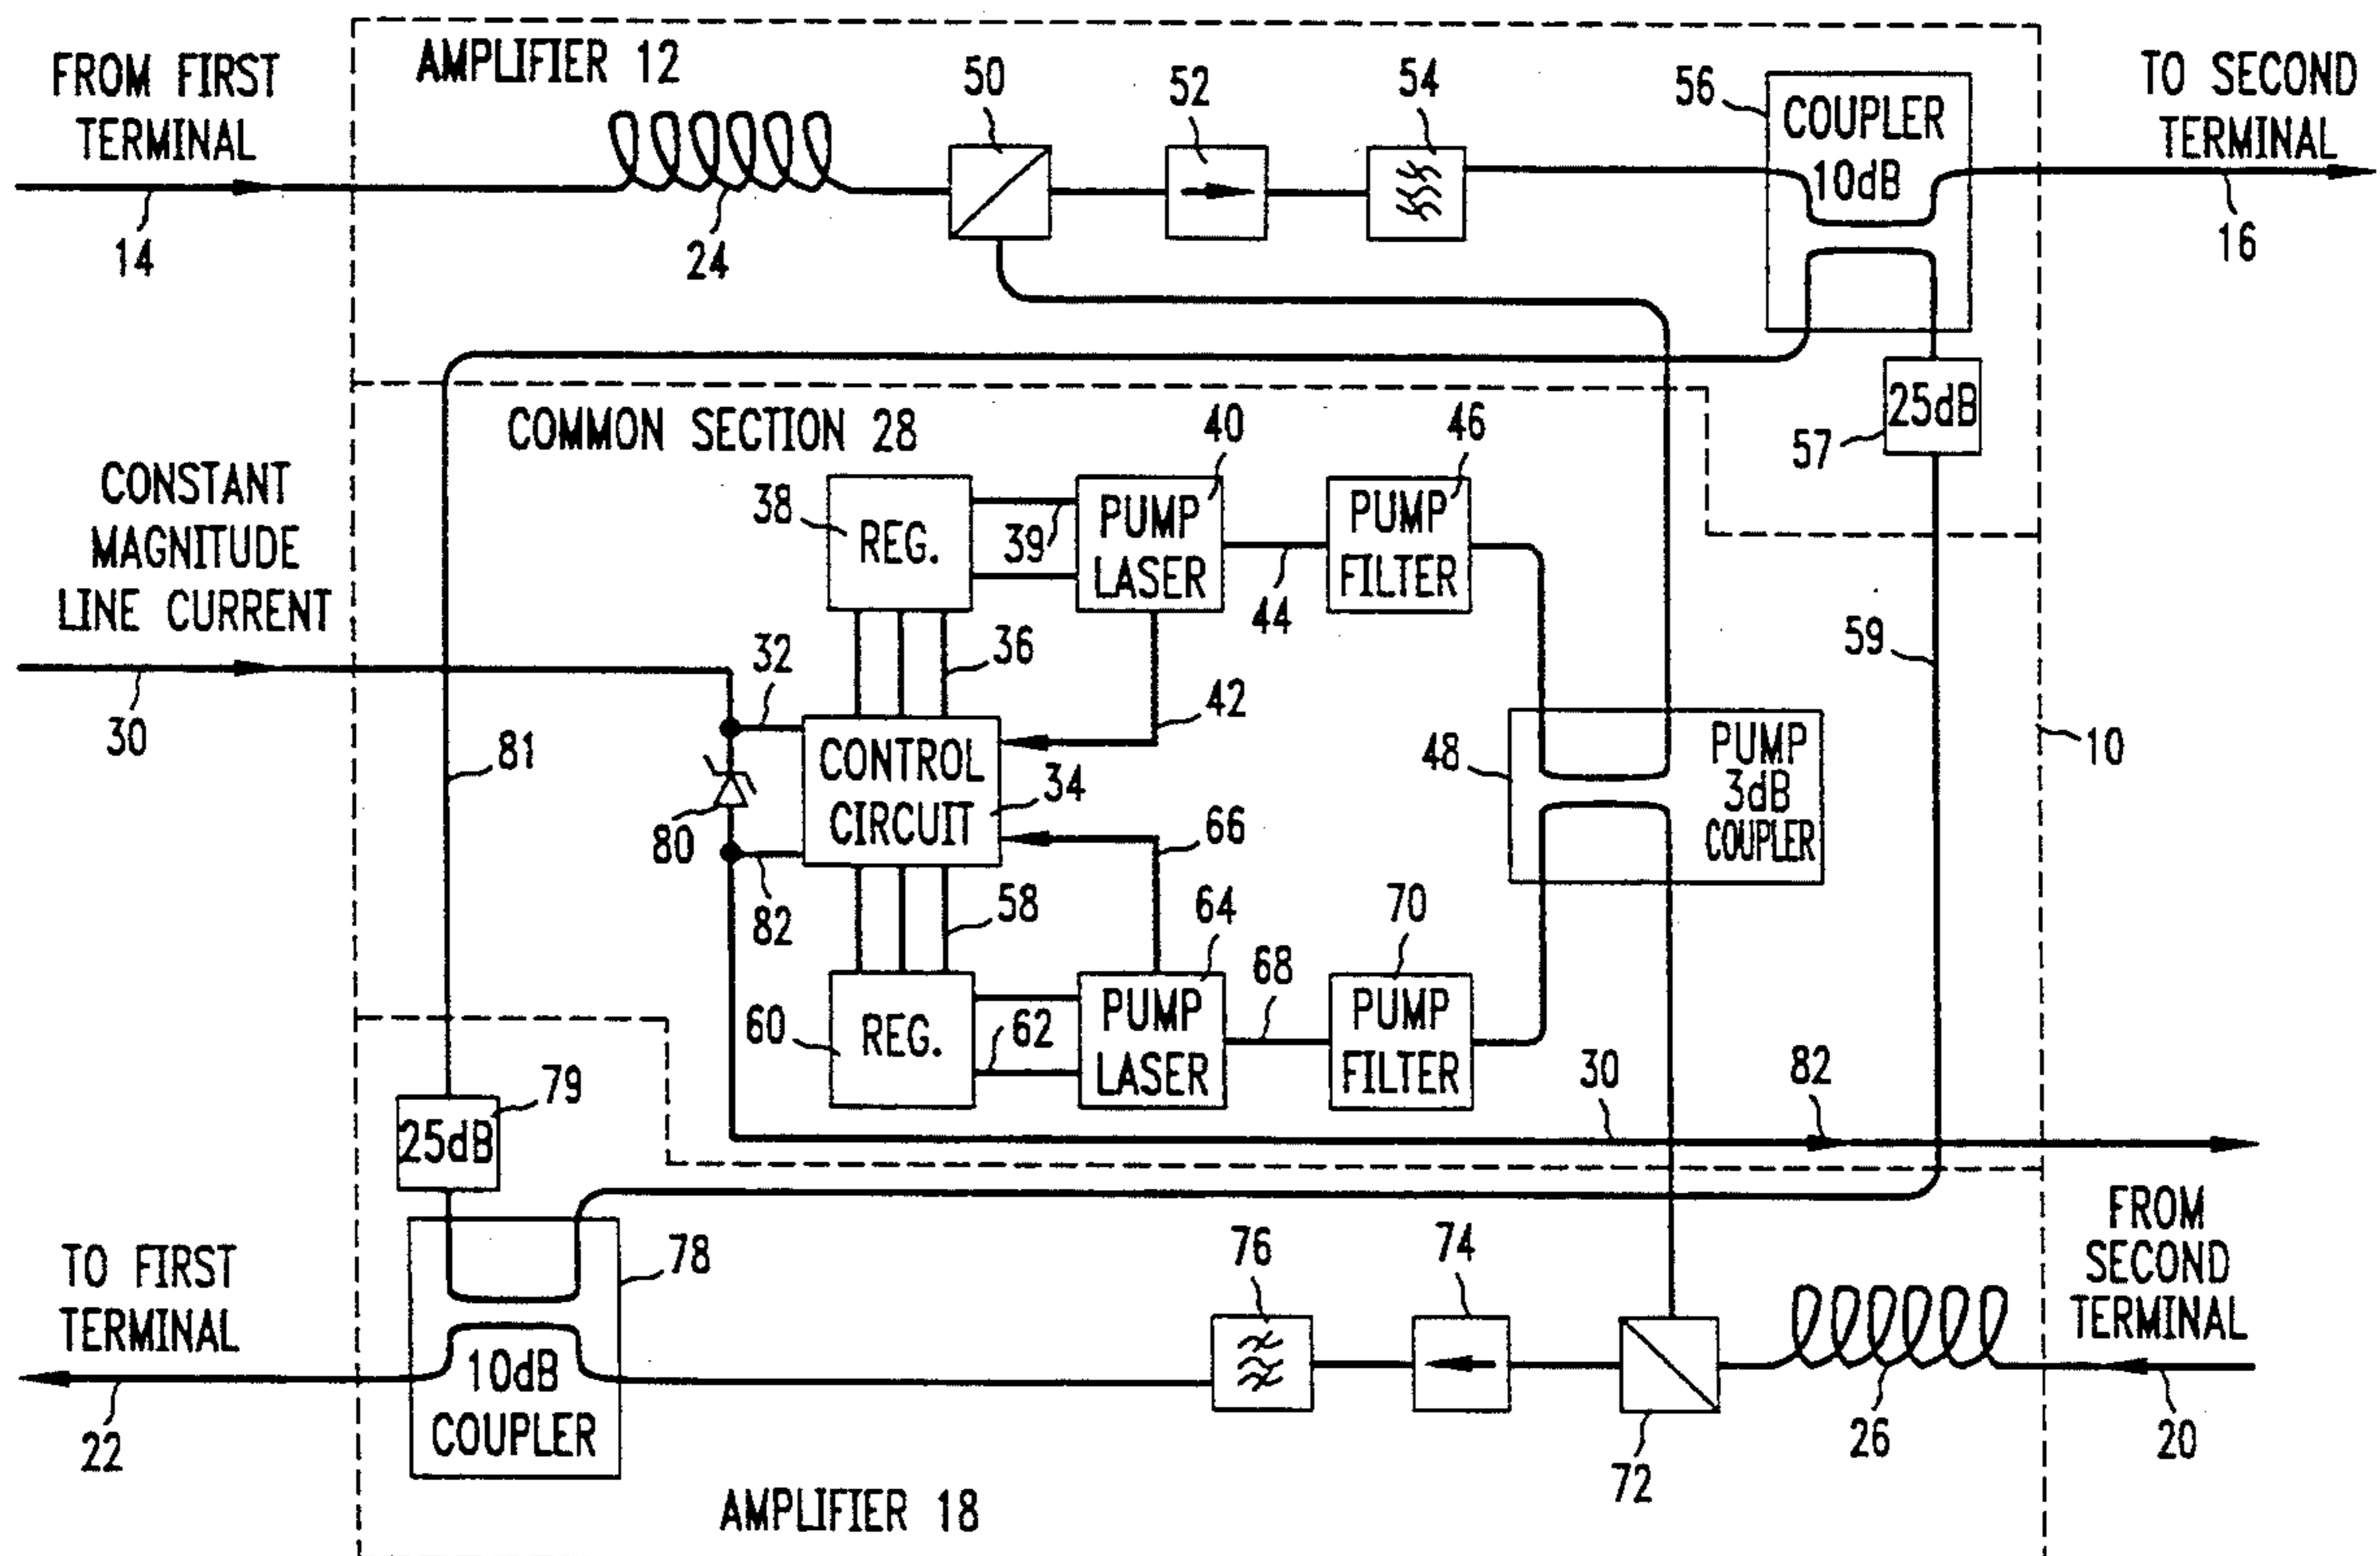 AMPLIFIER 12
FROM FIRST
TERMINAL
14
24
50
52
54
56
COUPLER
10dB
TO SECOND
TERMINAL
16
25dB
57
COMMON SECTION 28
CONSTANT
MAGNITUDE
LINE CURRENT
30
38
REG.
39
40
PUMP
LASER
44
46
PUMP
FILTER
36
42
32
CONTROL
CIRCUIT
34
80
82
81
66
58
48
PUMP
3dB
COUPLER
59
10
60
REG.
62
64
PUMP
LASER
68
70
PUMP
FILTER
30
82
79
25dB
TO FIRST
TERMINAL
22
78
10dB
COUPLER
76
74
72
26
FROM
SECOND
TERMINAL
20
AMPLIFIER 18